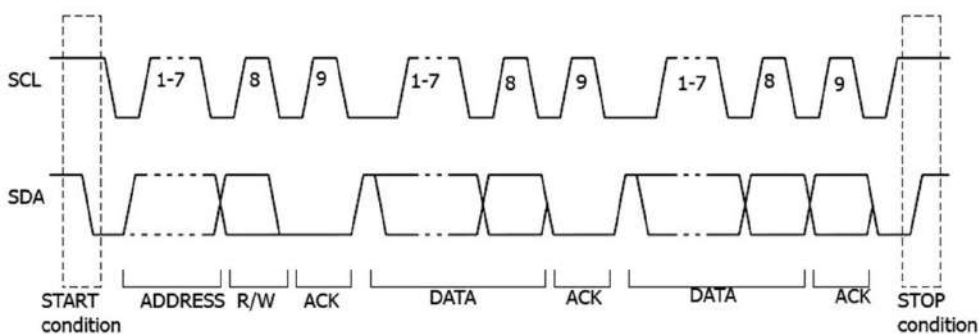 SCL
1-7 8 9 1-7 8 9 1-7 8 9
SDA
START
condition
ADDRESS R/W ACK DATA ACK DATA ACK
STOP
condition